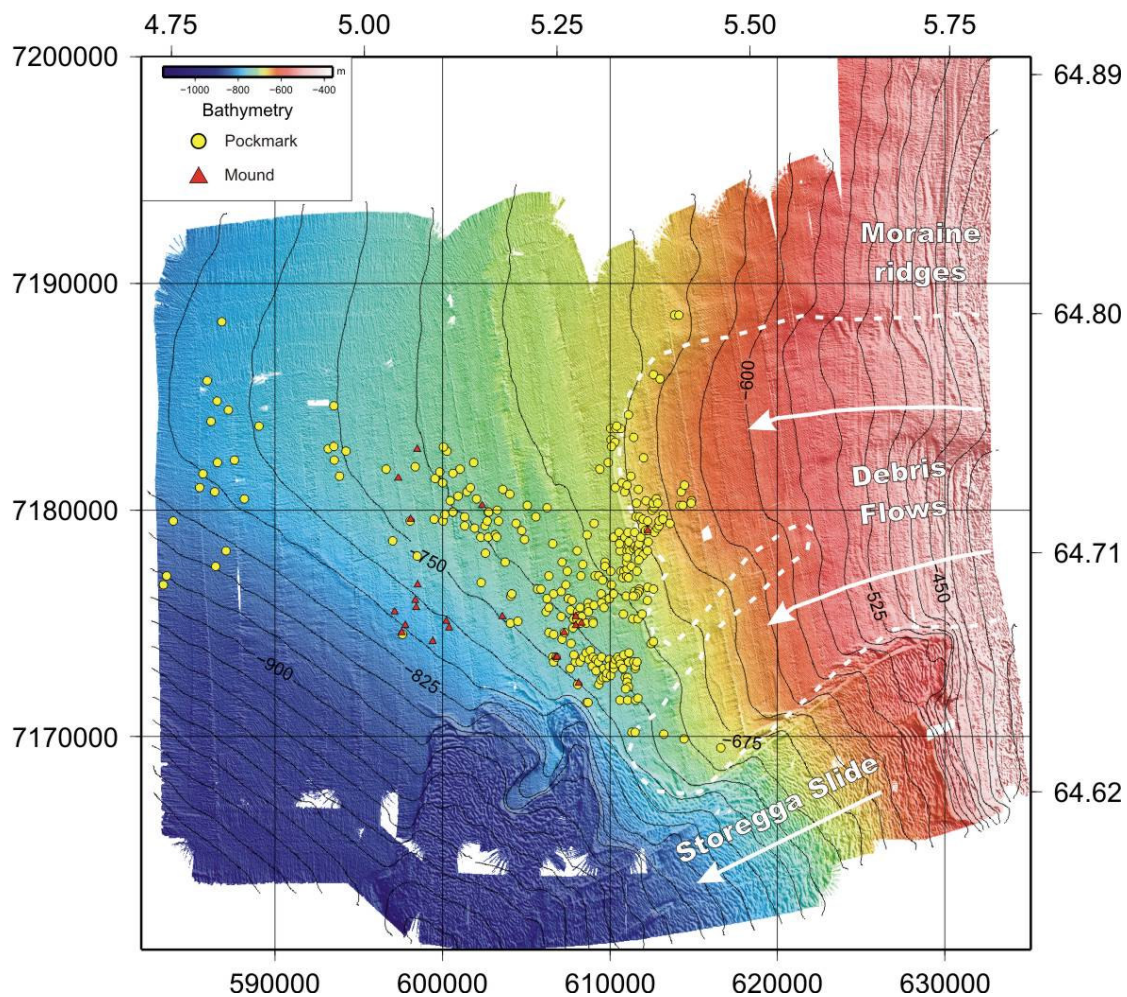 4.75 5.00 5.25 5.50 5.75
7200000
−1000 −800 −600 −400 m
Bathymetry
Pockmark
Mound
64.89
Moraine
ridges
7190000
64.80
−600
Debris
Flows
7180000
64.71
−750
−525
−450
−900
−825
7170000
−675
64.62
Storegga Slide
590000 600000 610000 620000 630000